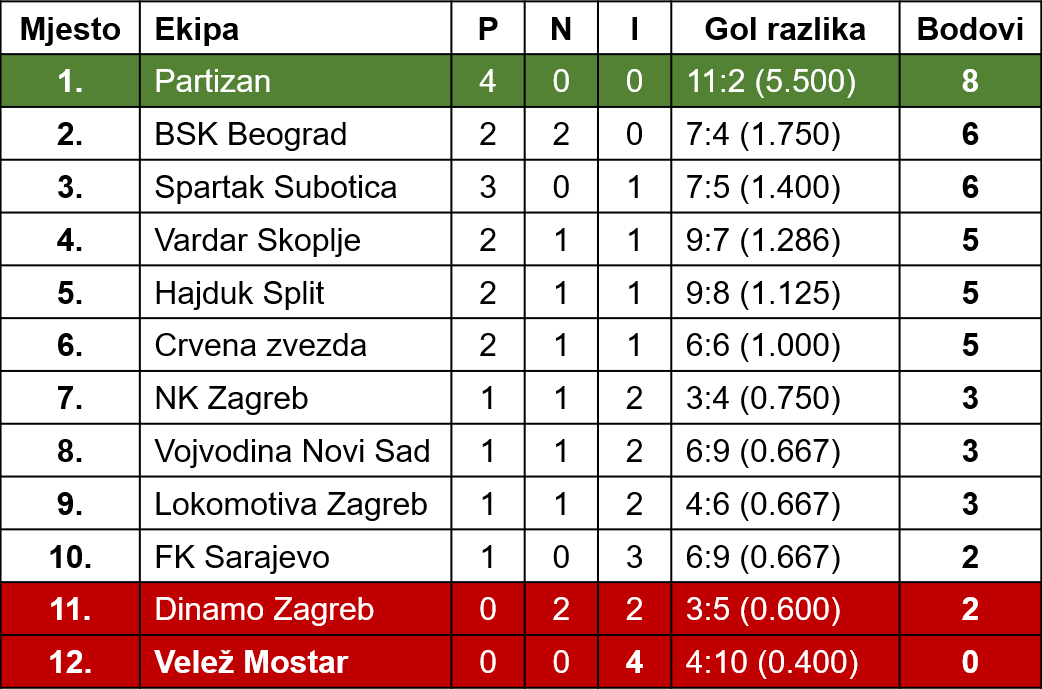 Mjesto Ekipa P N I Gol razlika Bodovi
1. Partizan 4 0 0 11:2 (5.500) 8
2. BSK Beograd 2 2 0 7:4 (1.750) 6
3. Spartak Subotica 3 0 1 7:5 (1.400) 6
4. Vardar Skoplje 2 1 1 9:7 (1.286) 5
5. Hajduk Split 2 1 1 9:8 (1.125) 5
6. Crvena zvezda 2 1 1 6:6 (1.000) 5
7. NK Zagreb 1 1 2 3:4 (0.750) 3
8. Vojvodina Novi Sad 1 1 2 6:9 (0.667) 3
9. Lokomotiva Zagreb 1 1 2 4:6 (0.667) 3
10. FK Sarajevo 1 0 3 6:9 (0.667) 2
11. Dinamo Zagreb 0 2 2 3:5 (0.600) 2
12. Velež Mostar 0 0 4 4:10 (0.400) 0